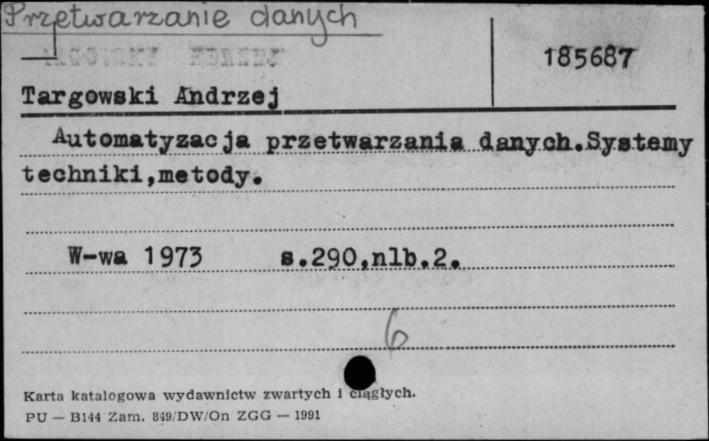 Przetwarzanie danych
185687
Targowski Andrzej
Automatyzacja przetwarzania danych.Systemy
techniki,metody.
W-wa 1973 s.290,nlb.2.
6
Karta katalogowa wydawnictw zwartych i ciągłych.
PU — B144 Zam. 849/DW/On ZGG — 1991